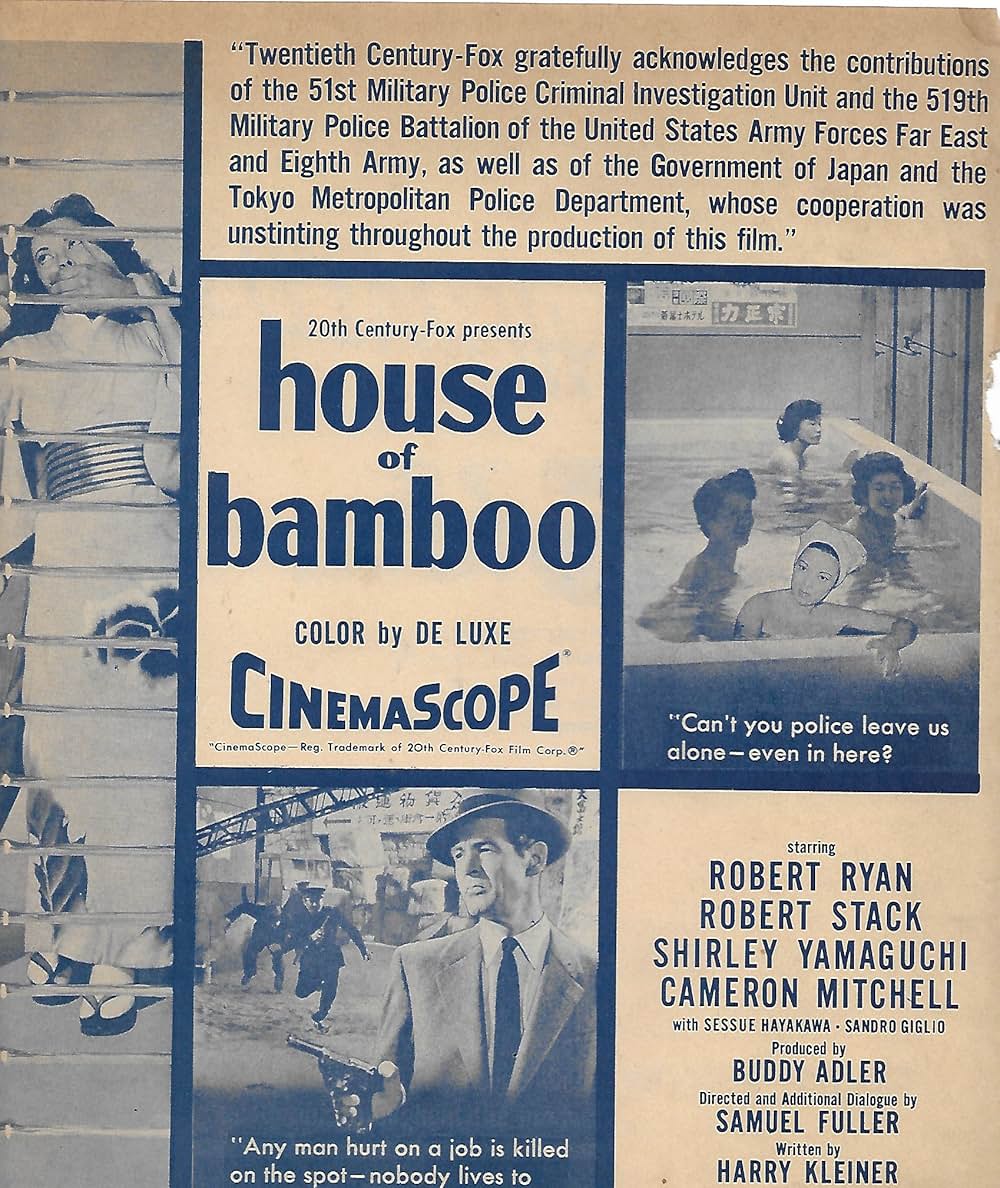 “Twentieth Century-Fox gratefully acknowledges the contributions
of the 51st Military Police Criminal Investigation Unit and the 519th
Military Police Battalion of the United States Army Forces Far East
and Eighth Army, as well as of the Government of Japan and the
Tokyo Metropolitan Police Department, whose cooperation was
unstinting throughout the production of this film.”
20th Century-Fox presents
house
of
bamboo
COLOR by DE LUXE
CINEMASCOPE®
“CinemaScope—Reg. Trademark of 20th Century-Fox Film Corp.®”
力正宗
"Can't you police leave us
alone—even in here?
"Any man hurt on a job is killed
on the spot—nobody lives to
starring
ROBERT RYAN
ROBERT STACK
SHIRLEY YAMAGUCHI
CAMERON MITCHELL
with SESSUE HAYAKAWA · SANDRO GIGLIO
Produced by
BUDDY ADLER
Directed and Additional Dialogue by
SAMUEL FULLER
Written by
HARRY KLEINER